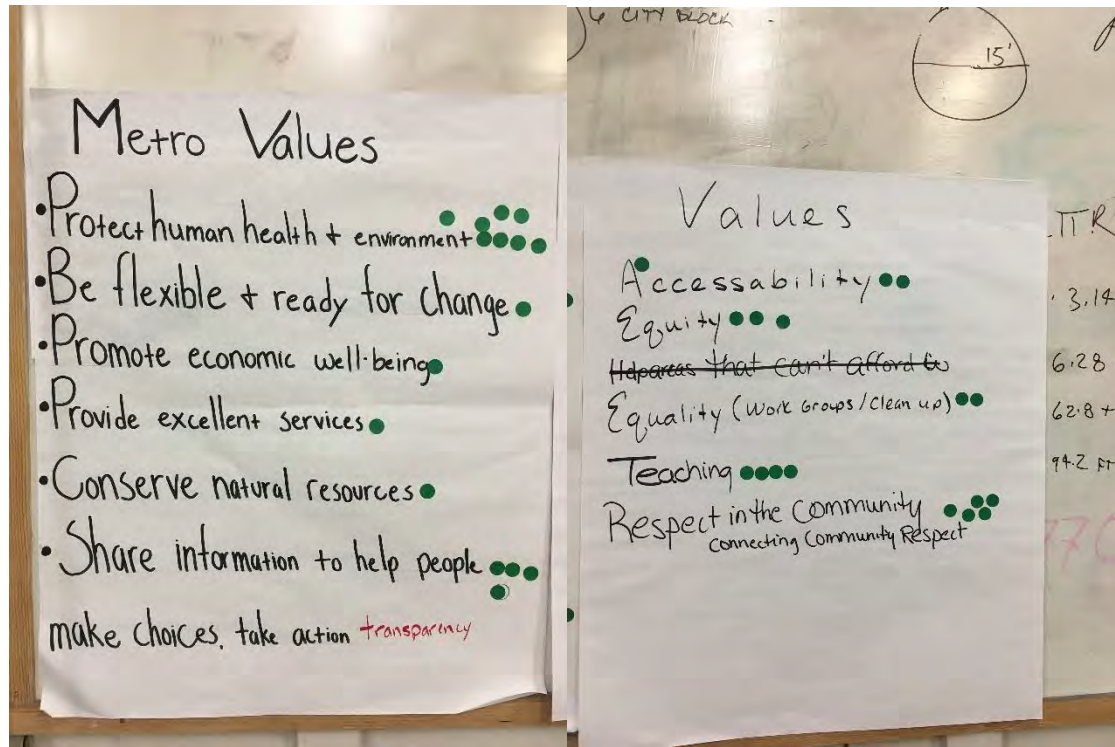 Metro Values
•Protect human health + environment
•Be flexible + ready for change
•Promote economic well-being
•Provide excellent services
•Conserve natural resources
•Share information to help people
make choices, take action transparency
CITY BLOCK
15'
Values
Accessability
Equity
that can't afford
Equality (Work Groups/Clean up)
Teaching
Respect in the Community
Connecting Community Respect
πR
3.14
6.28
62.8 +
94.2 FT